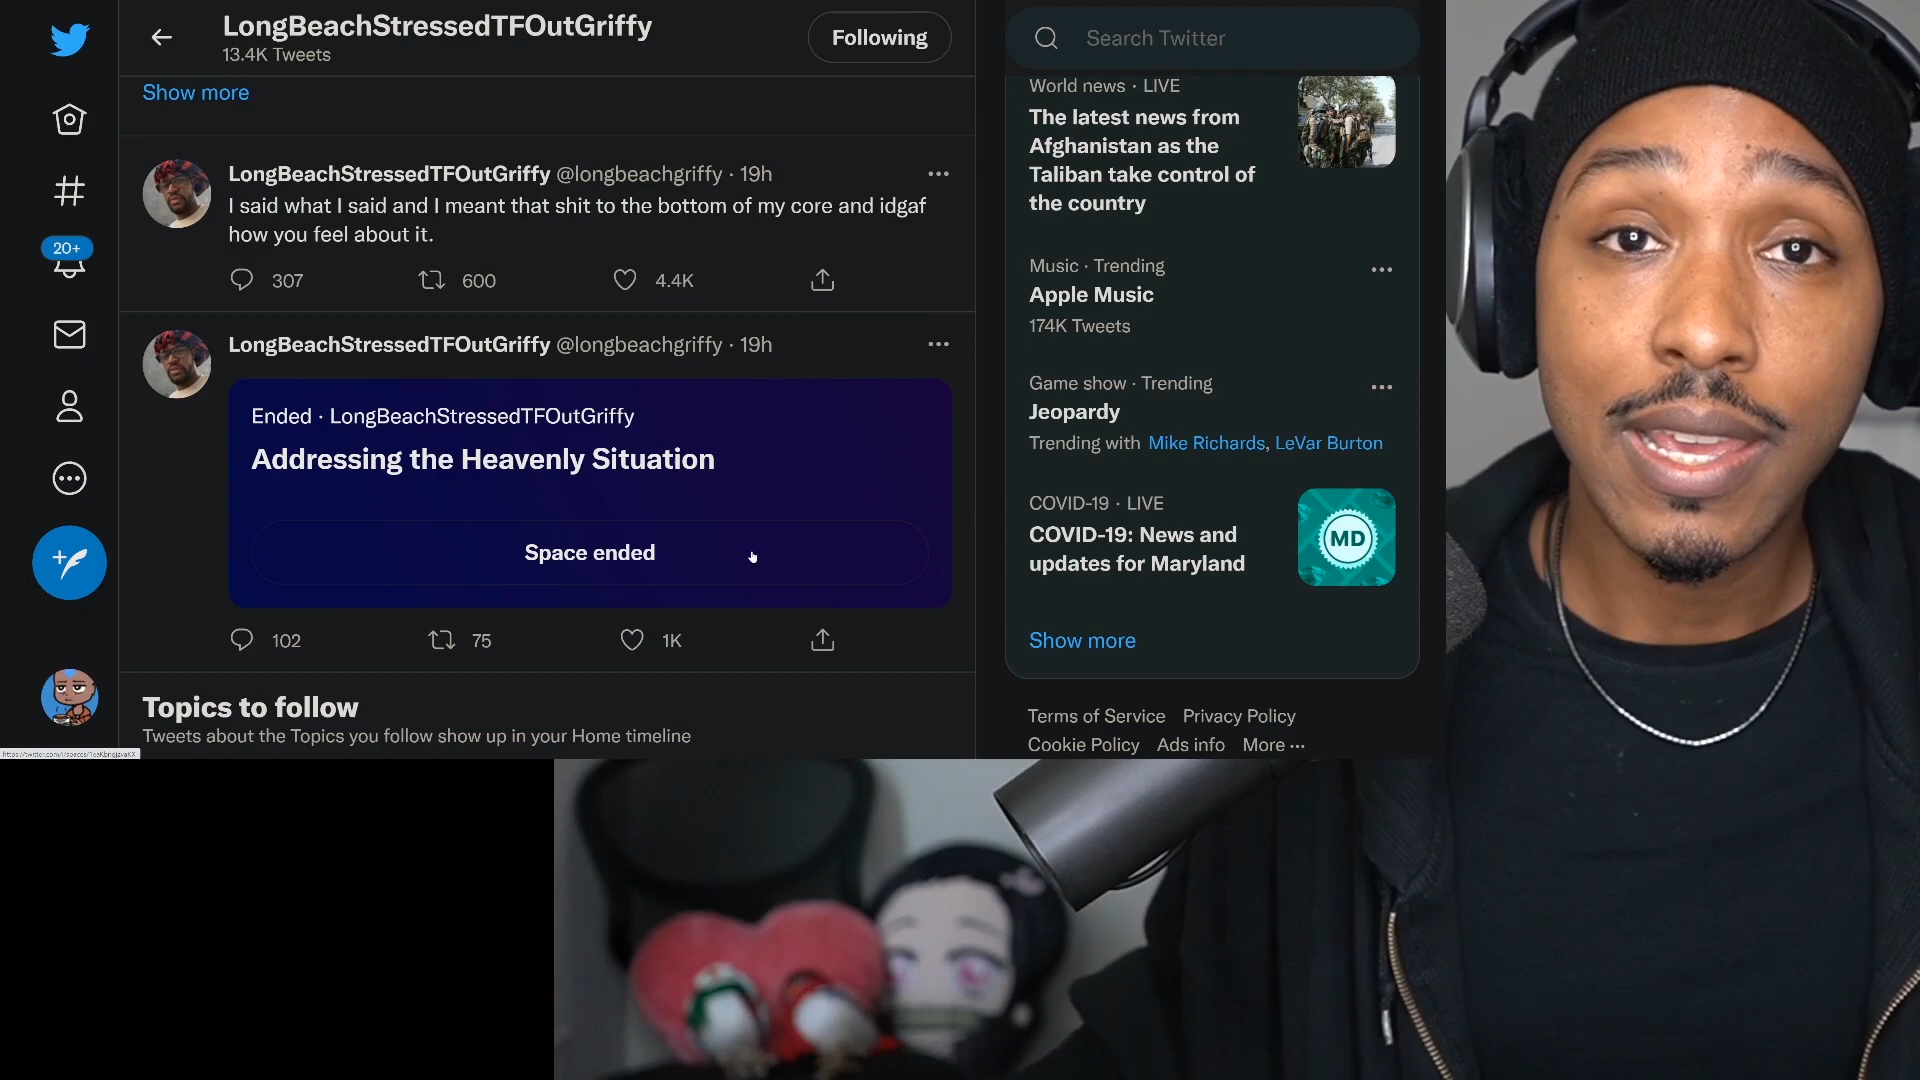 LongBeachStressedTFOutGriffy
13.4K Tweets
Following
Show more
LongBeachStressedTFOutGriffy @longbeachgriffy · 19h
I said what I said and I meant that shit to the bottom of my core and idgaf
how you feel about it.
307 600 4.4K
LongBeachStressedTFOutGriffy @longbeachgriffy · 19h
Ended · LongBeachStressedTFOutGriffy
Addressing the Heavenly Situation
Space ended
102 75 1K
Topics to follow
Tweets about the Topics you follow show up in your Home timeline
20+
Search Twitter
World news · LIVE
The latest news from
Afghanistan as the
Taliban take control of
the country
Music · Trending
Apple Music
174K Tweets
Game show · Trending
Jeopardy
Trending with Mike Richards, LeVar Burton
COVID-19 · LIVE
COVID-19: News and
updates for Maryland
MD
Show more
Terms of Service Privacy Policy
Cookie Policy Ads info More ···